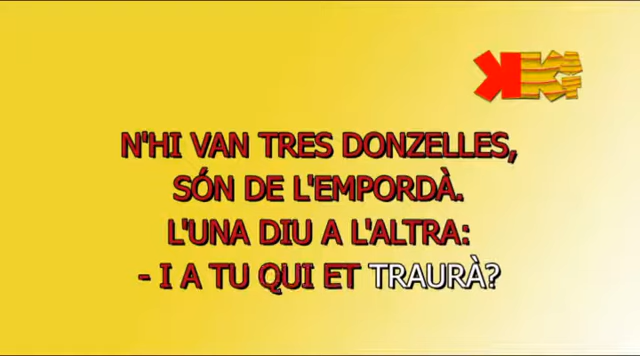 N'HI VAN TRES DONZELLES,
SÓN DE L'EMPORDÀ.
L'UNA DIU A L'ALTRA:
- I A TU QUI ET TRAURÀ?